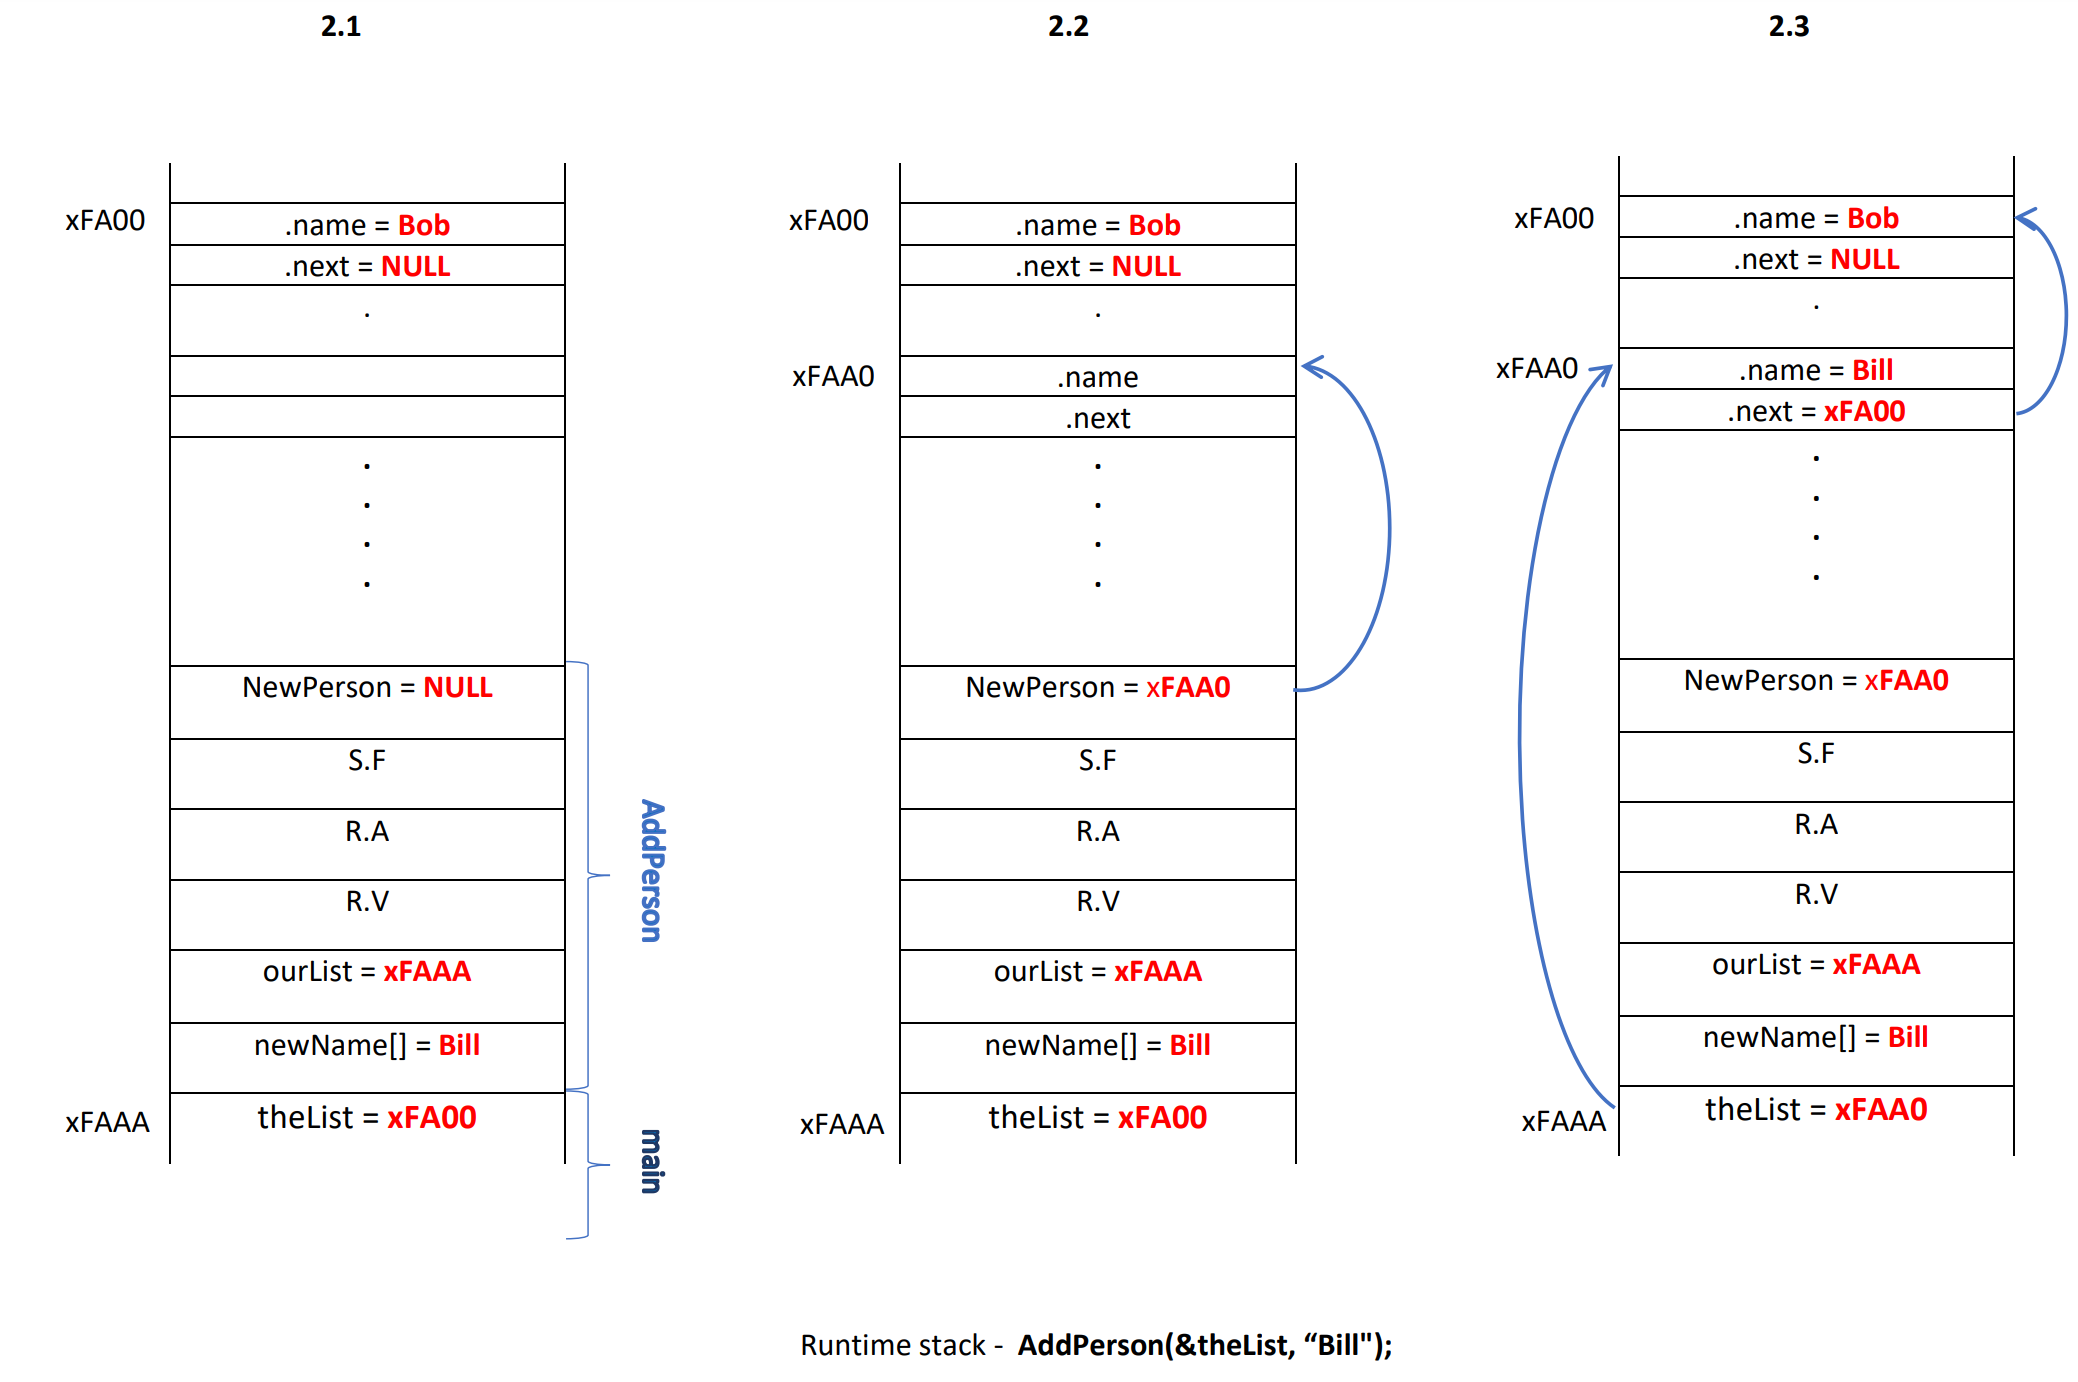 2.1
xFA00
.name = Bob
.next = NULL
.
.
.
.
.
NewPerson = NULL
S.F
R.A
R.V
ourList = xFAAA
newName[] = Bill
xFAAA
theList = xFA00
AddPerson
main
2.2
xFA00
.name = Bob
.next = NULL
.
xFAA0
.name
.next
.
.
.
.
NewPerson = xFAA0
S.F
R.A
R.V
ourList = xFAAA
newName[] = Bill
xFAAA
theList = xFA00
2.3
xFA00
.name = Bob
.next = NULL
.
xFAA0
.name = Bill
.next = xFA00
.
.
.
.
NewPerson = xFAA0
S.F
R.A
R.V
ourList = xFAAA
newName[] = Bill
xFAAA
theList = xFAA0
Runtime stack - AddPerson(&theList, “Bill");